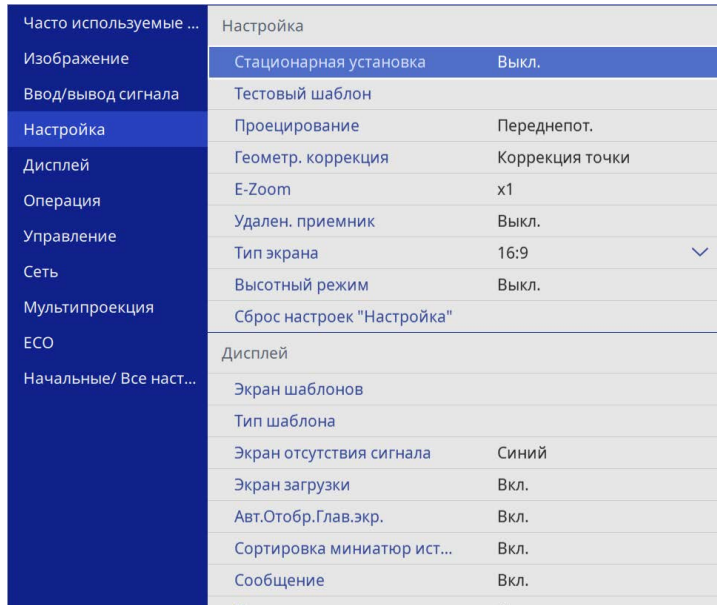 Часто используемые ...
Изображение
Ввод/вывод сигнала
Настройка
Дисплей
Операция
Управление
Сеть
Мультипроекция
ECO
Начальные/ Все наст...
Настройка
Стационарная установка Выкл.
Тестовый шаблон
Проецирование Переднепот.
Геометр. коррекция Коррекция точки
E-Zoom x1
Удален. приемник Выкл.
Тип экрана 16:9
Высотный режим Выкл.
Сброс настроек "Настройка"
Дисплей
Экран шаблонов
Тип шаблона
Экран отсутствия сигнала Синий
Экран загрузки Вкл.
Авт.Отобр.Глав.экр. Вкл.
Сортировка миниатюр ист... Вкл.
Сообщение Вкл.